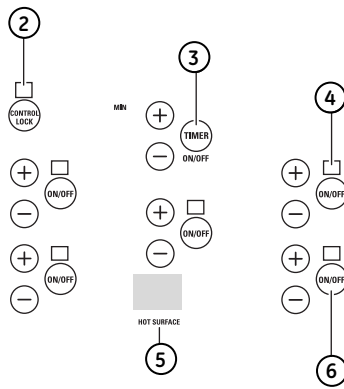 2
3
4
CONTROL
LOCK
MIN
+
TIMER
−
ON/OFF
+
ON/OFF
−
+
ON/OFF
−
+
ON/OFF
−
+
ON/OFF
−
+
ON/OFF
−
HOT SURFACE
5
6